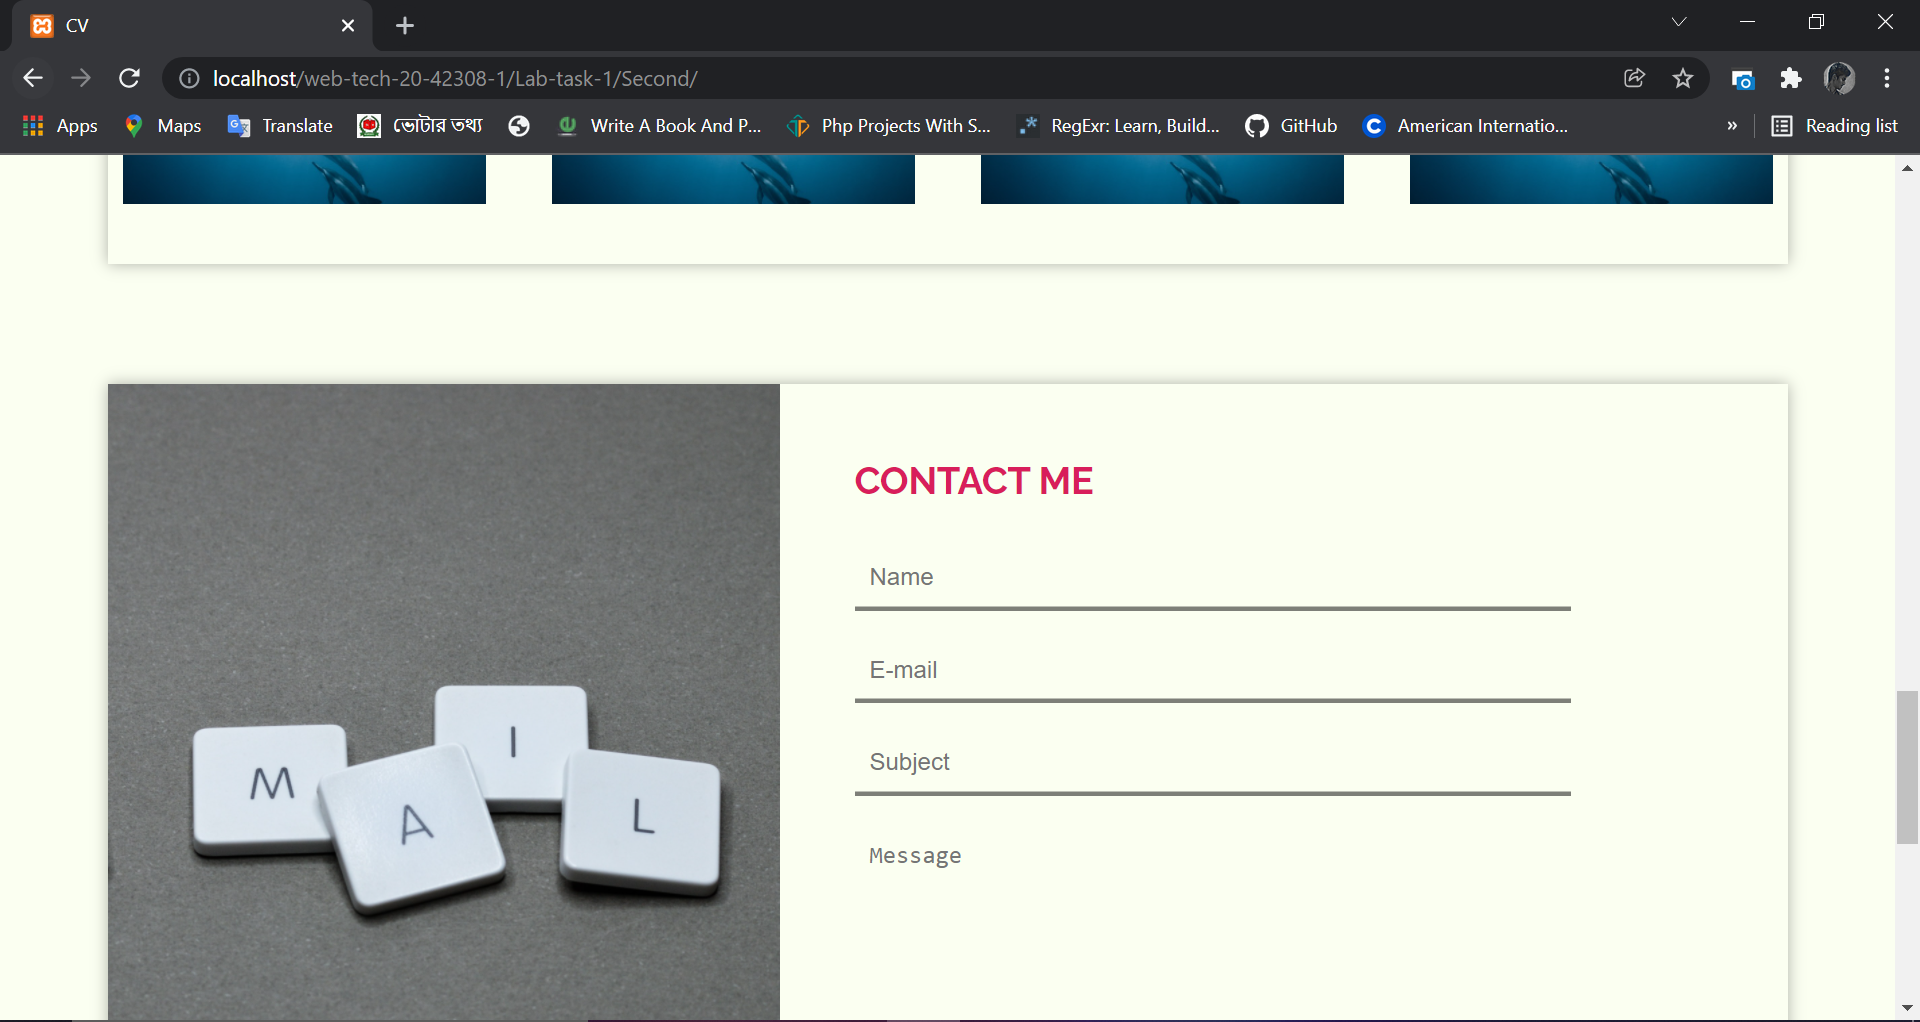 CV
localhost/web-tech-20-42308-1/Lab-task-1/Second/
Apps Maps Translate ভোটার তথ্য Write A Book And P... Php Projects With S... RegExr: Learn, Build... GitHub American Internatio... » Reading list
CONTACT ME
Name
E-mail
Subject
Message
M A I L